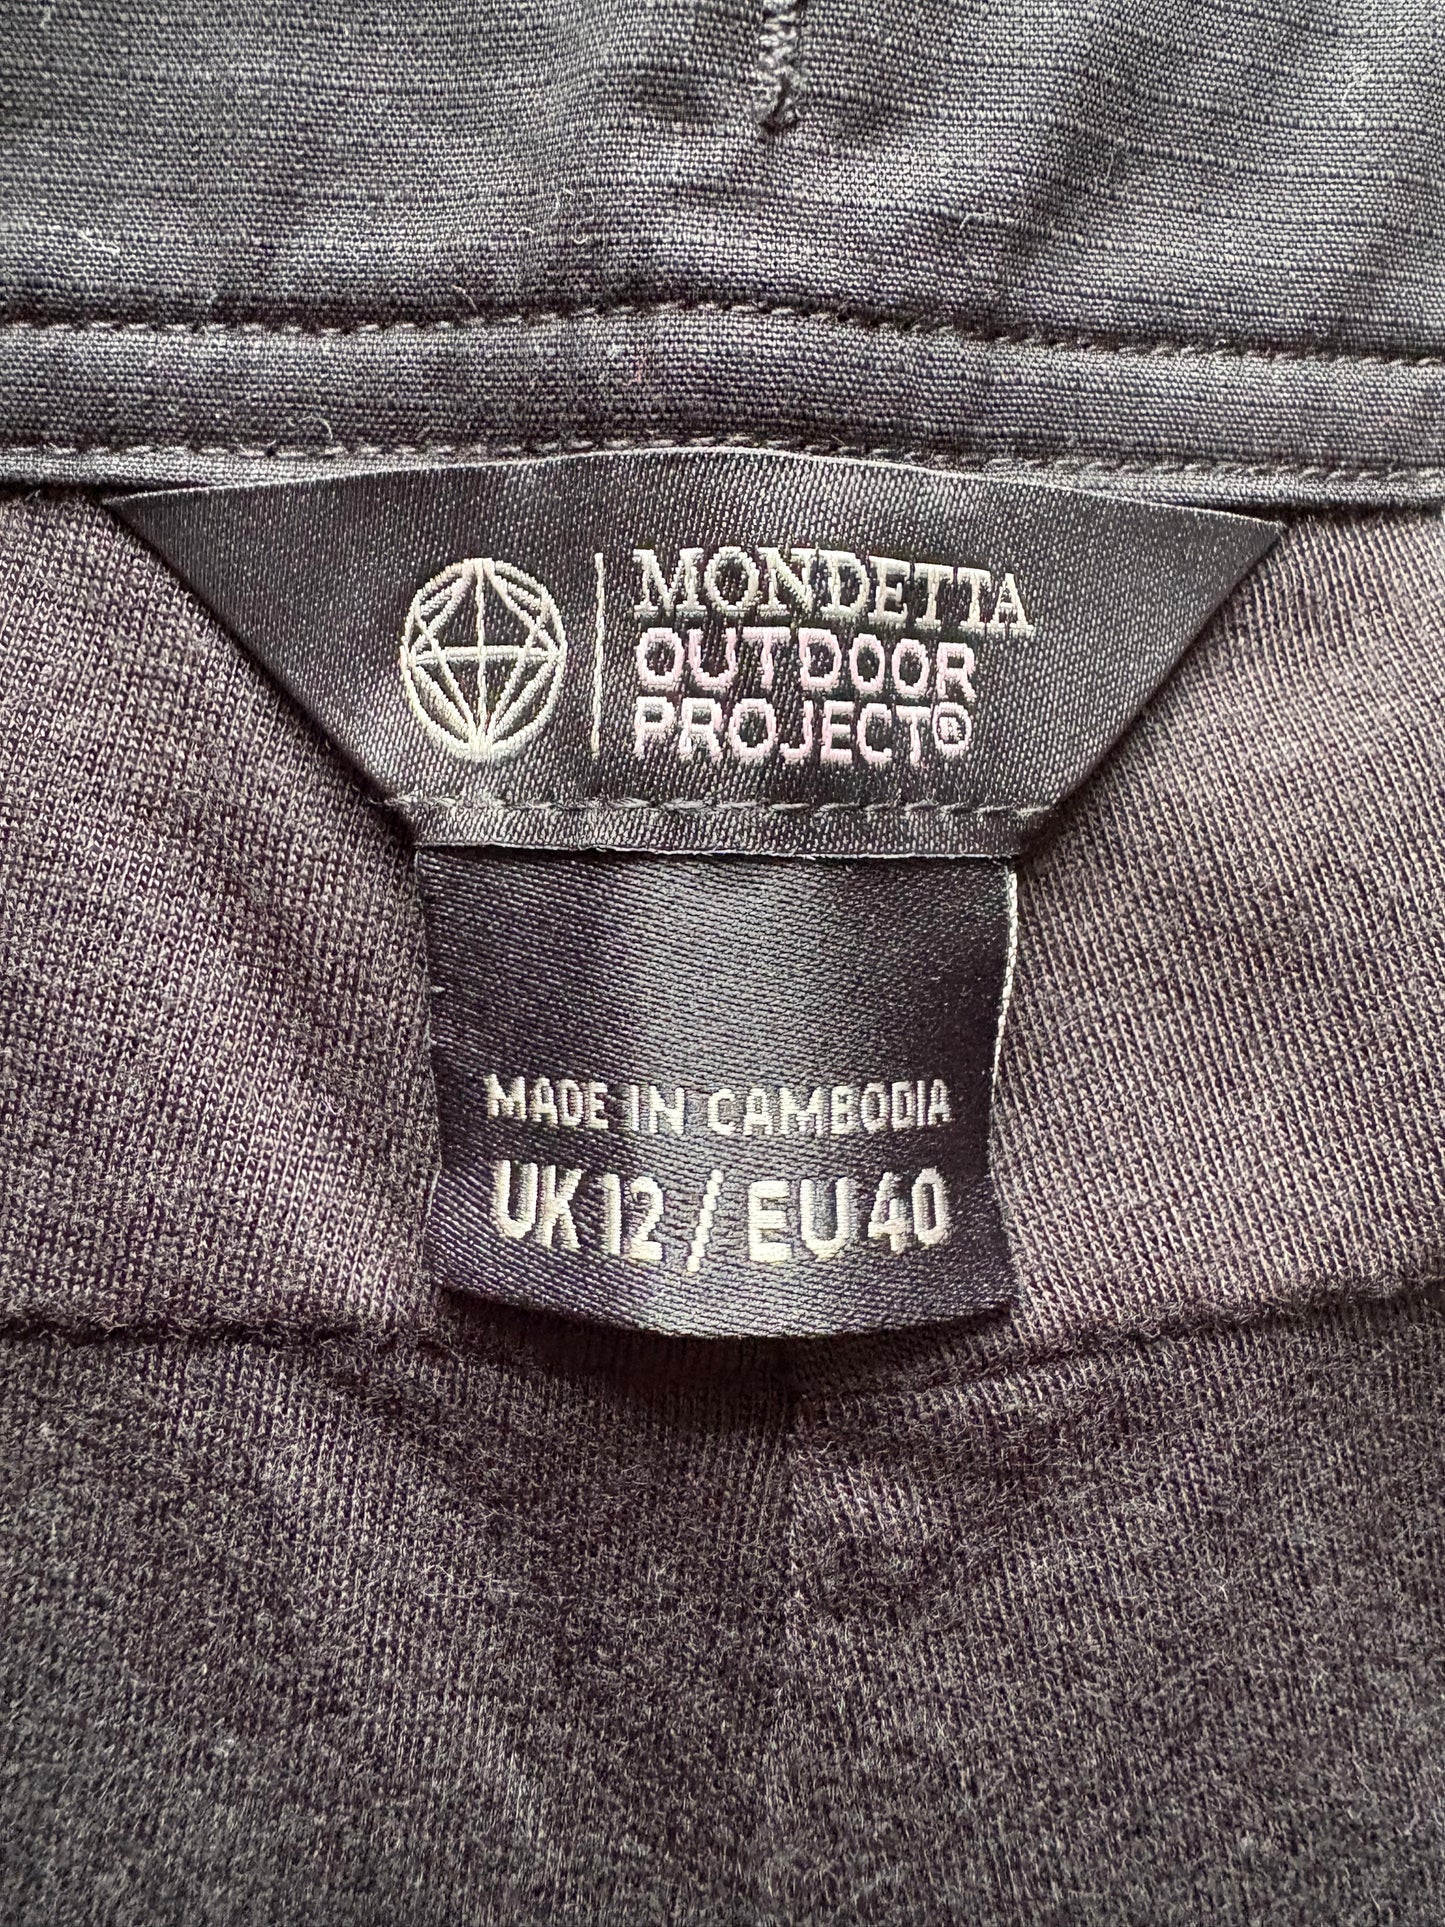 MONDETTA
OUTDOOR
PROJECT®
MADE IN CAMBODIA
UK 12 / EU 40